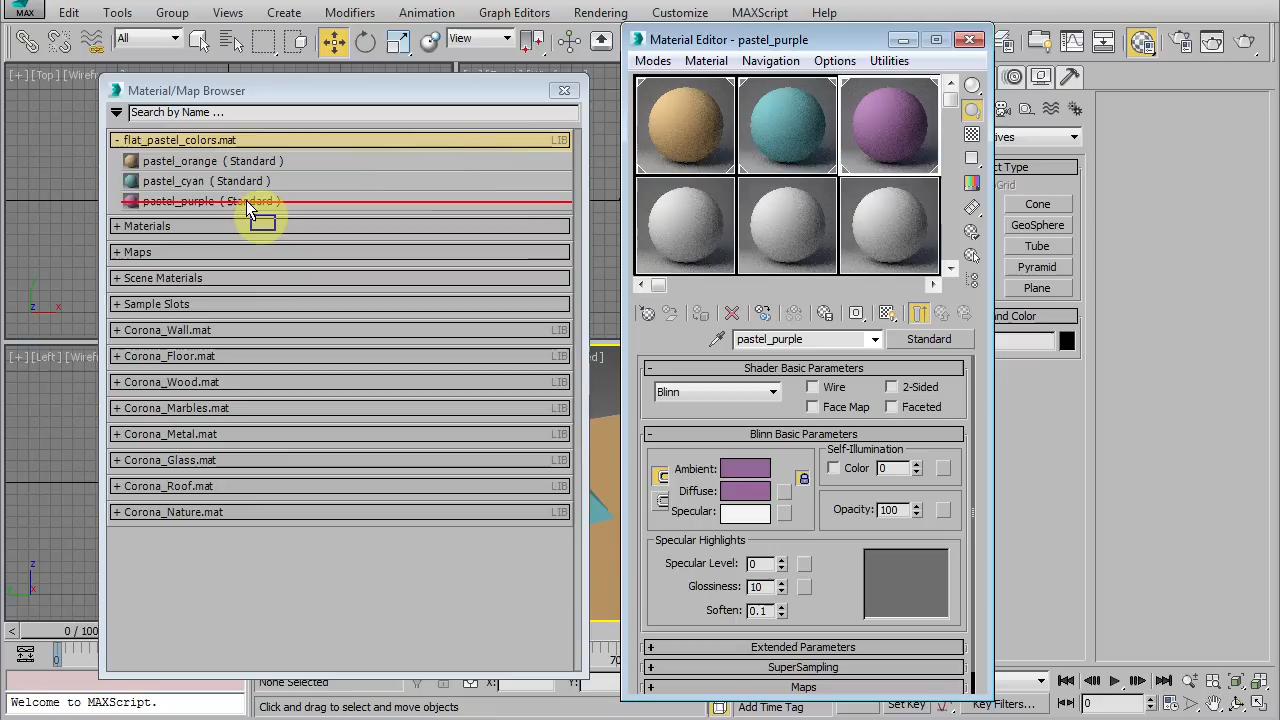 MAX
Edit
Tools
Group
Views
Create
Modifiers
Animation
Graph Editors
Rendering
Customize
MAXScript
Help
All
View
[+] [Top] [Wirefr
Material/Map Browser
Search by Name ...
- flat_pastel_colors.mat
LIB
pastel_orange ( Standard )
pastel_cyan ( Standard )
pastel_purple ( Standard )
+ Materials
+ Maps
+ Scene Materials
+ Sample Slots
+ Corona_Wall.mat
LIB
+ Corona_Floor.mat
LIB
+ Corona_Wood.mat
LIB
+ Corona_Marbles.mat
LIB
+ Corona_Metal.mat
LIB
+ Corona_Glass.mat
LIB
+ Corona_Roof.mat
LIB
+ Corona_Nature.mat
LIB
z
x
[+] [Left] [Wirefr
z
y
x
Material Editor - pastel_purple
Modes
Material
Navigation
Options
Utilities
pastel_purple
Standard
- Shader Basic Parameters
Blinn
Wire
2-Sided
Face Map
Faceted
- Blinn Basic Parameters
Ambient:
Diffuse:
Specular:
Self-Illumination
Color
0
Opacity:
100
Specular Highlights
Specular Level:
0
Glossiness:
10
Soften:
0.1
+ Extended Parameters
+ SuperSampling
+ Maps
Cone
GeoSphere
Tube
Pyramid
Plane
0 / 100
0
None Selected
X:
Y:
Welcome to MAXScript.
Click and drag to select and move objects
Add Time Tag
Set Key
Key Filters...
0